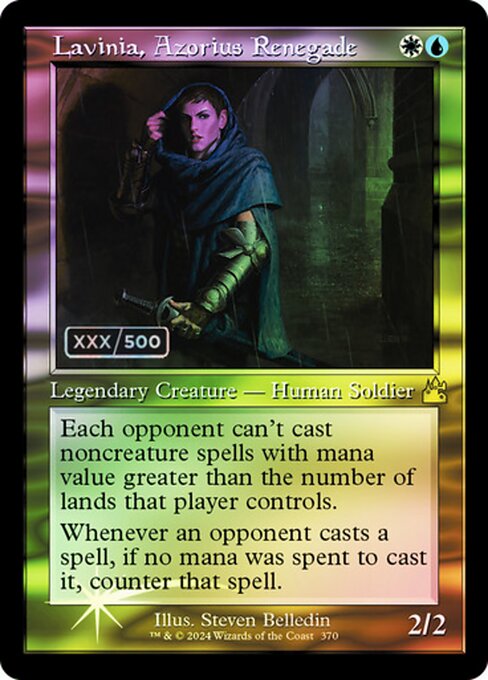 Lavinia, Azorius Renegade
XXX/500
Legendary Creature — Human Soldier
Each opponent can't cast
noncreature spells with mana
value greater than the number of
lands that player controls.
Whenever an opponent casts a
spell, if no mana was spent to cast
it, counter that spell.
Illus. Steven Belledin
™ & © 2024 Wizards of the Coast 370
2/2